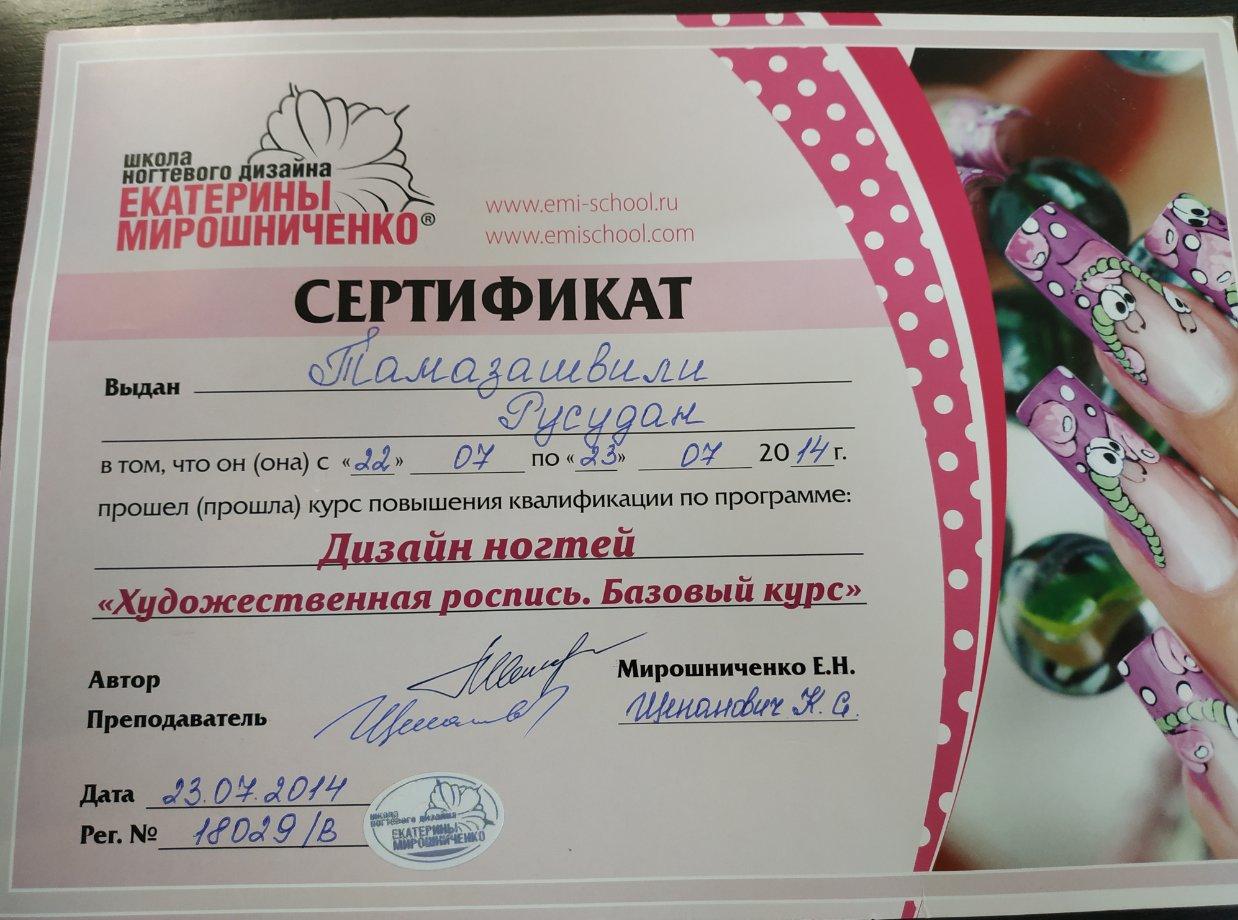 школа
ногтевого дизайна
ЕКАТЕРИНЫ
МИРОШНИЧЕНКО®
www.emi-school.ru
www.emischool.com
СЕРТИФИКАТ
Выдан Тамазашвили
Русудан
в том, что он (она) с «22» 07 по «23» 07 2014 г.
прошел (прошла) курс повышения квалификации по программе:
Дизайн ногтей
«Художественная роспись. Базовый курс»
Автор Мирошниченко Е.Н.
Преподаватель Щепанович К. С.
Дата 23.07.2014
Рег. № 18029/В
школа
ногтевого дизайна
ЕКАТЕРИНЫ
МИРОШНИЧЕНКО